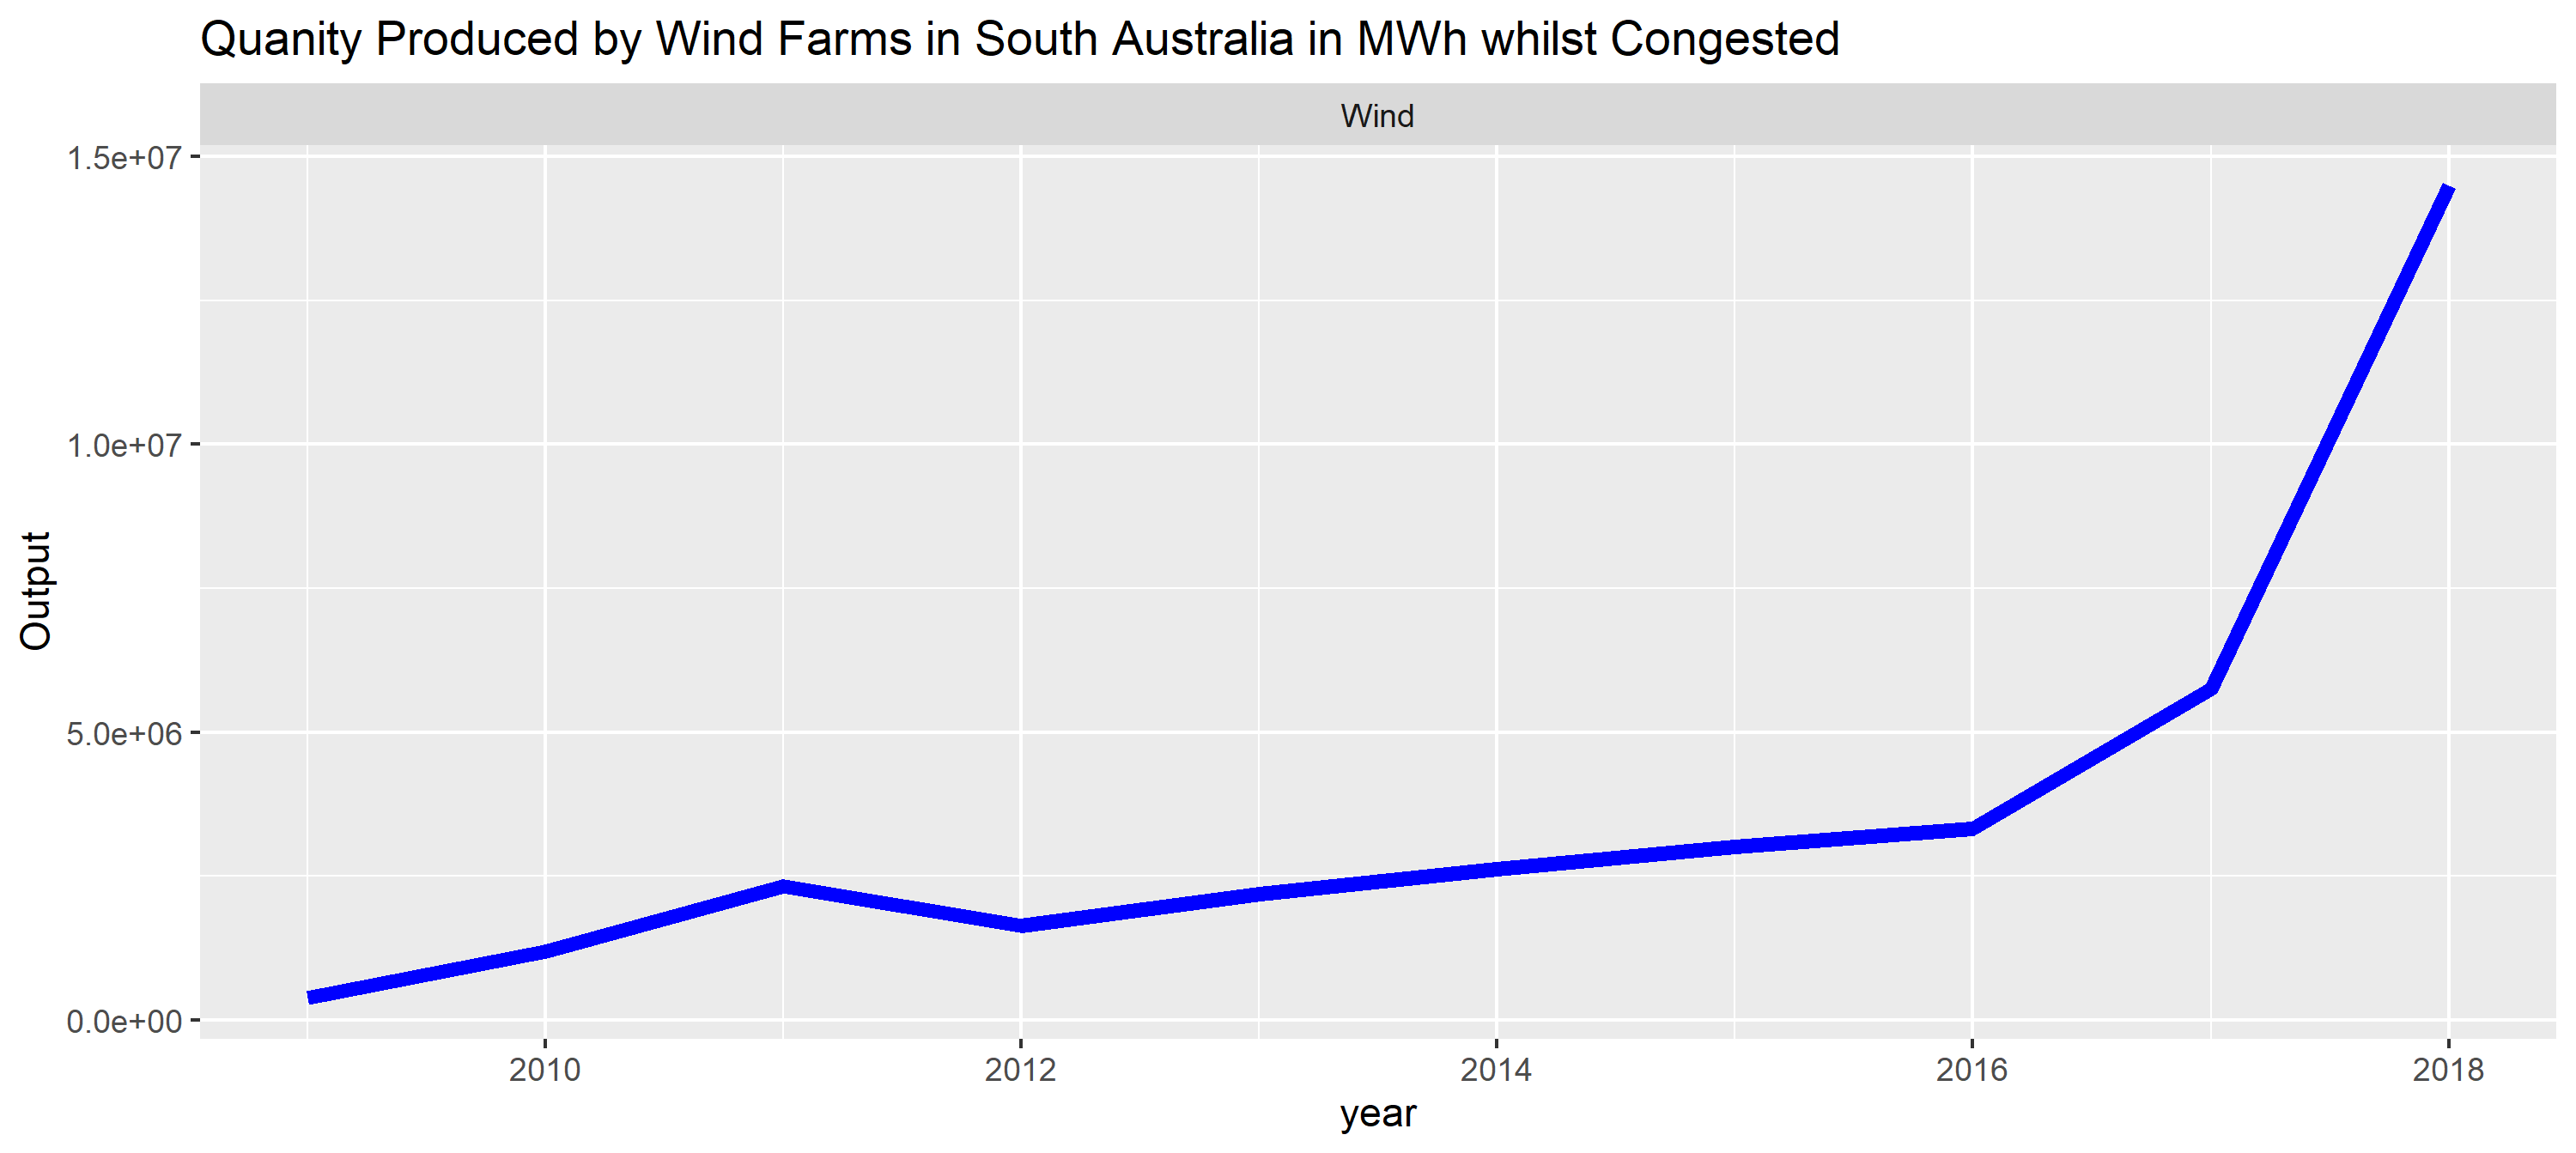 Quanity Produced by Wind Farms in South Australia in MWh whilst Congested
Wind
1.5e+07
1.0e+07
5.0e+06
0.0e+00
Output
2010 2012 2014 2016 2018
year